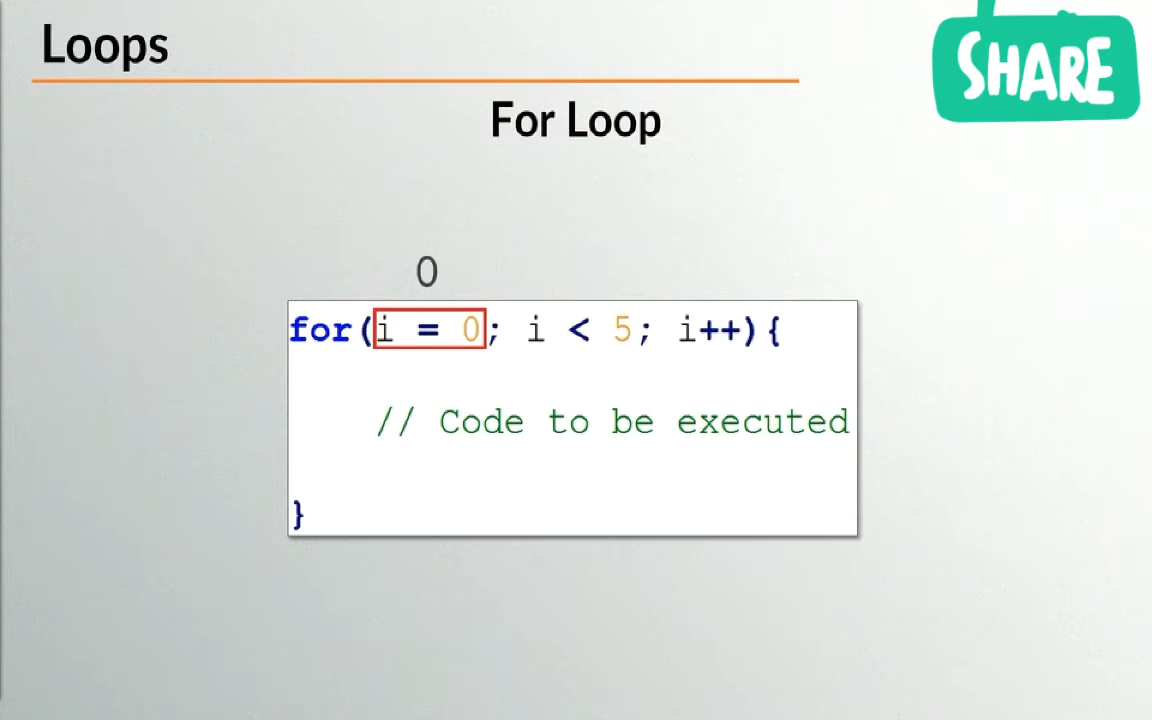 Loops
SHARE
For Loop
0
for(i = 0; i < 5; i++){
// Code to be executed
}